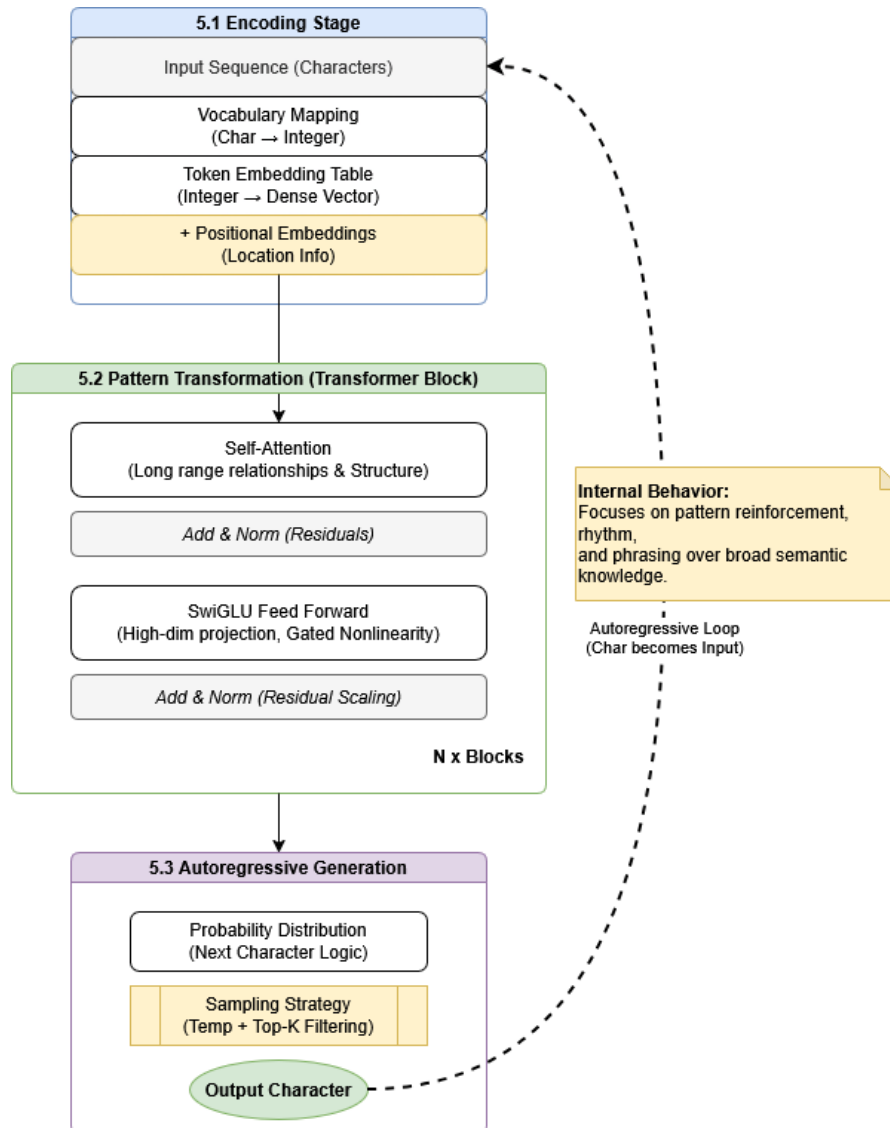 5.1 Encoding Stage
Input Sequence (Characters)
Vocabulary Mapping
(Char → Integer)
Token Embedding Table
(Integer → Dense Vector)
+ Positional Embeddings
(Location Info)
5.2 Pattern Transformation (Transformer Block)
Self-Attention
(Long range relationships & Structure)
Add & Norm (Residuals)
SwiGLU Feed Forward
(High-dim projection, Gated Nonlinearity)
Add & Norm (Residual Scaling)
N x Blocks
Internal Behavior:
Focuses on pattern reinforcement,
rhythm,
and phrasing over broad semantic
knowledge.
Autoregressive Loop
(Char becomes Input)
5.3 Autoregressive Generation
Probability Distribution
(Next Character Logic)
Sampling Strategy
(Temp + Top-K Filtering)
Output Character